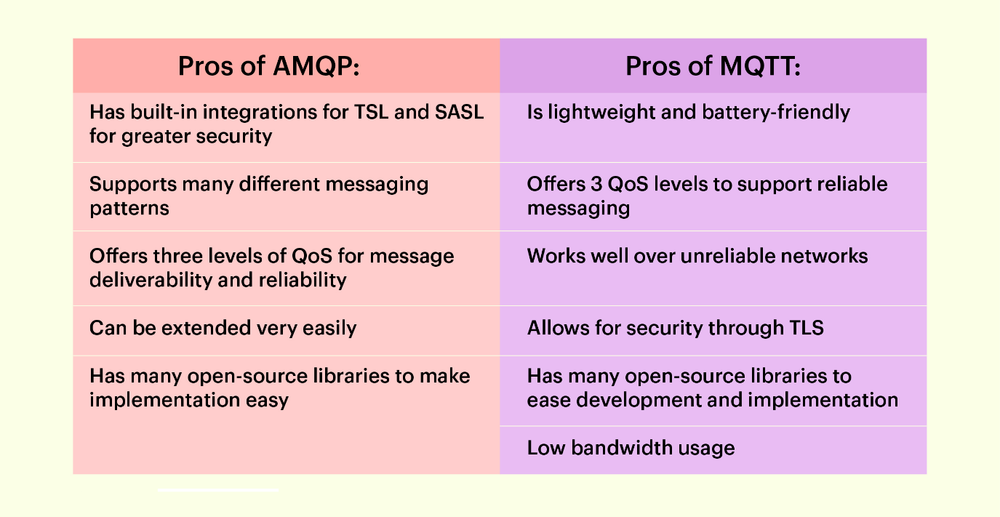 Pros of AMQP:
Has built-in integrations for TSL and SASL
for greater security
Supports many different messaging
patterns
Offers three levels of QoS for message
deliverability and reliability
Can be extended very easily
Has many open-source libraries to make
implementation easy
Pros of MQTT:
Is lightweight and battery-friendly
Offers 3 QoS levels to support reliable
messaging
Works well over unreliable networks
Allows for security through TLS
Has many open-source libraries to
ease development and implementation
Low bandwidth usage